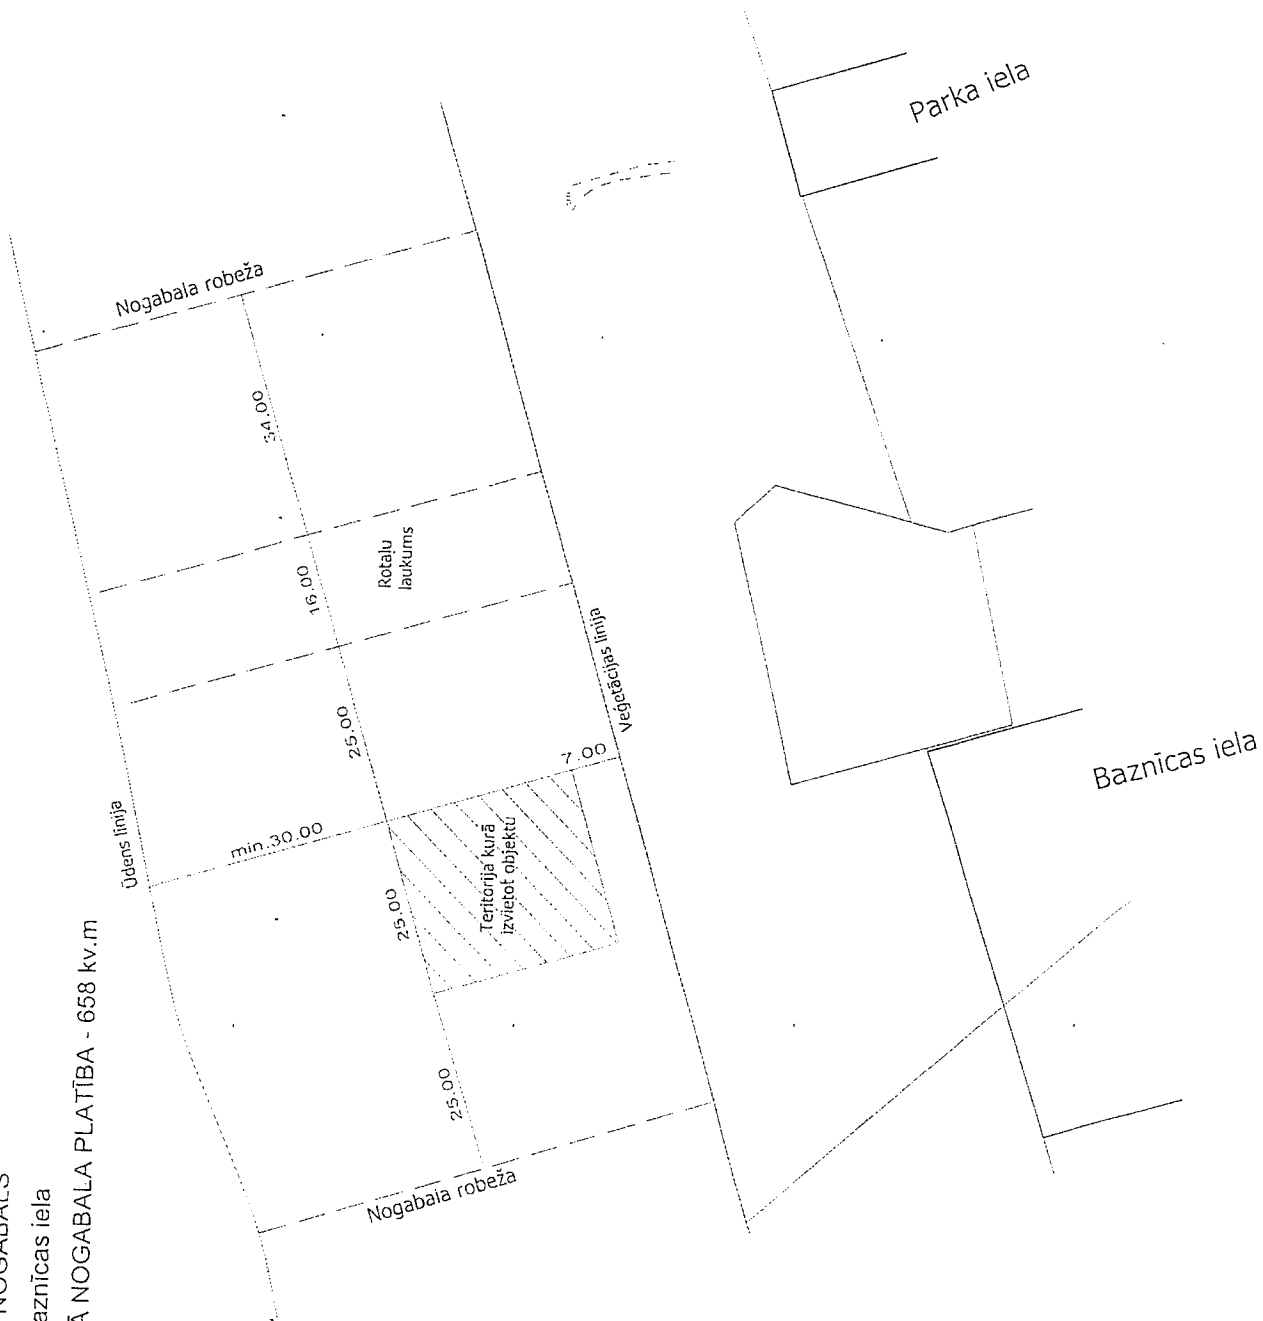 NOGABALS
aznīcas iela
Ā NOGABALA PLATĪBA - 658 kv.m
Parka iela
Nogabala robeža
34.00
16.00
Rotaļu
laukums
25.00
Veģetācijas līnija
7.00
Ūdens līnija
min.30.00
Teritorija kurā
izvietot objektu
25.00
25.00
Nogabala robeža
Baznīcas iela